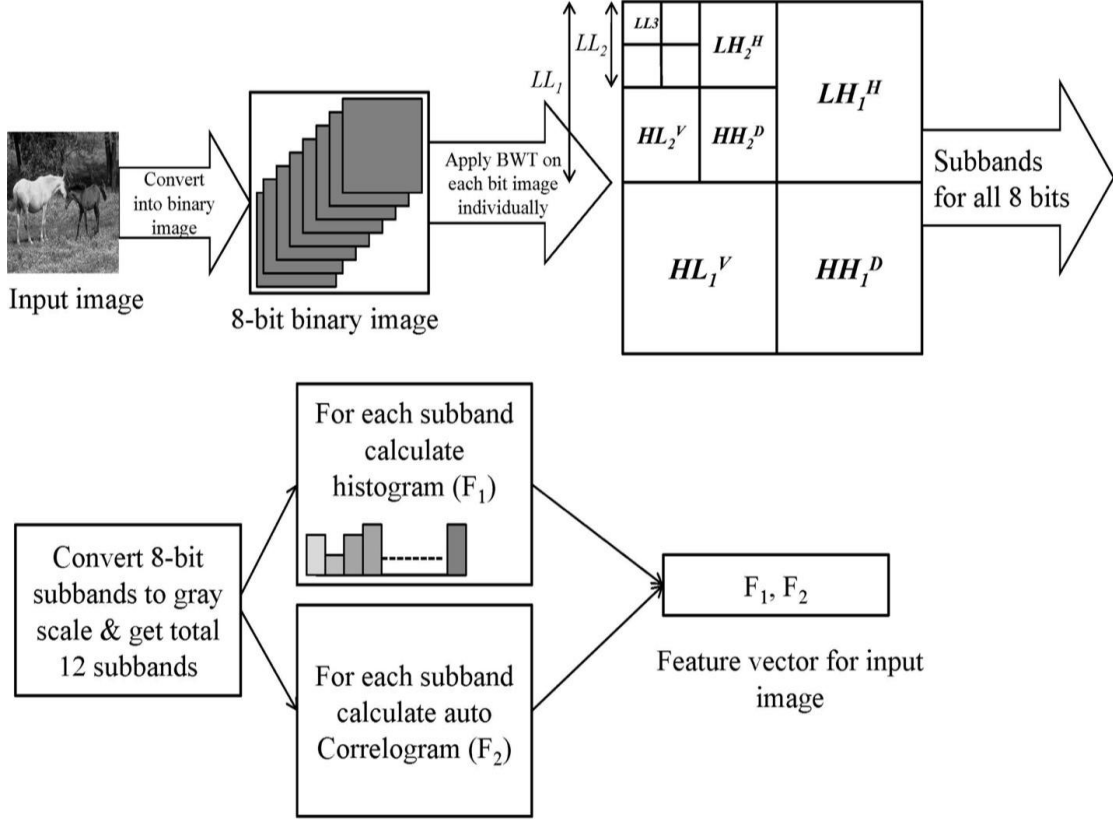 Input image
Convert
into binary
image
8-bit binary image
Apply BWT on
each bit image
individually
LL₁
LL₂
LL3
LH₂ᴴ
LH₁ᴴ
HL₂ⱽ
HH₂ᴰ
HL₁ⱽ
HH₁ᴰ
Subbands
for all 8 bits
Convert 8-bit
subbands to gray
scale & get total
12 subbands
For each subband
calculate
histogram (F₁)
For each subband
calculate auto
Correlogram (F₂)
F₁, F₂
Feature vector for input
image